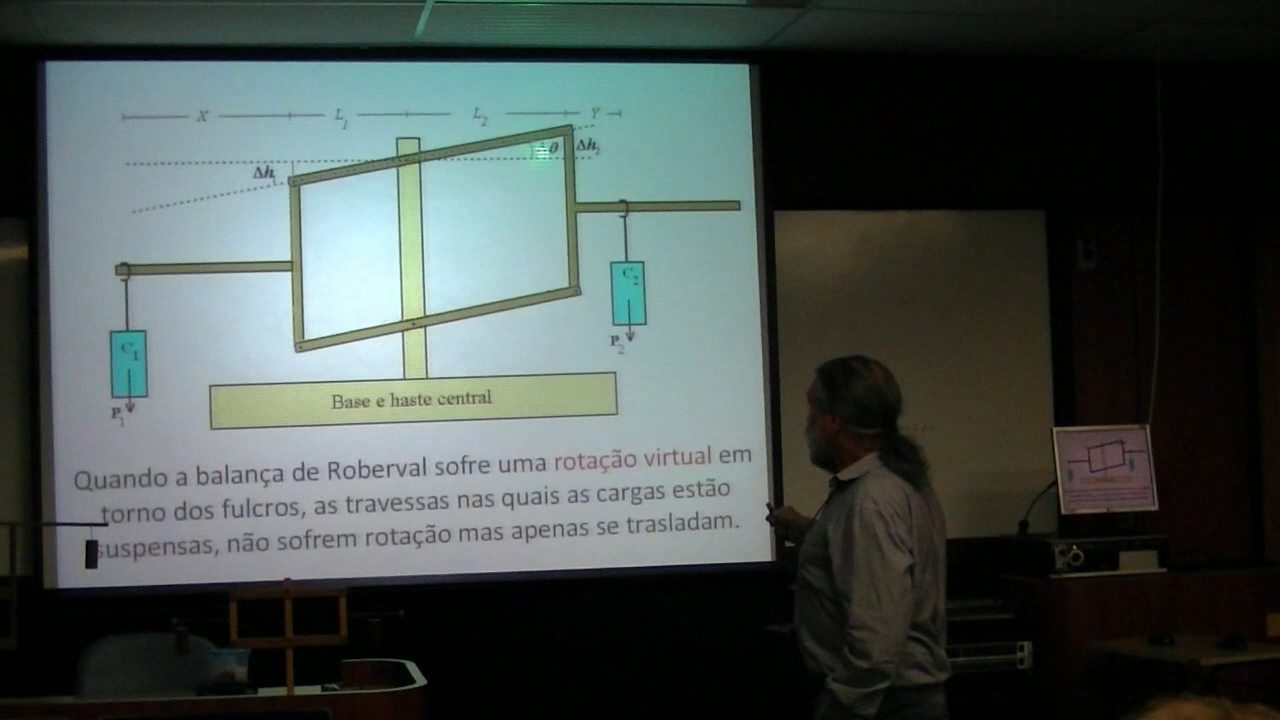 X L1 L2 Y
θ Δh2
Δh1
C2
P2
C1
P1
Base e haste central
Quando a balança de Roberval sofre uma rotação virtual em
torno dos fulcros, as travessas nas quais as cargas estão
suspensas, não sofrem rotação mas apenas se trasladam.